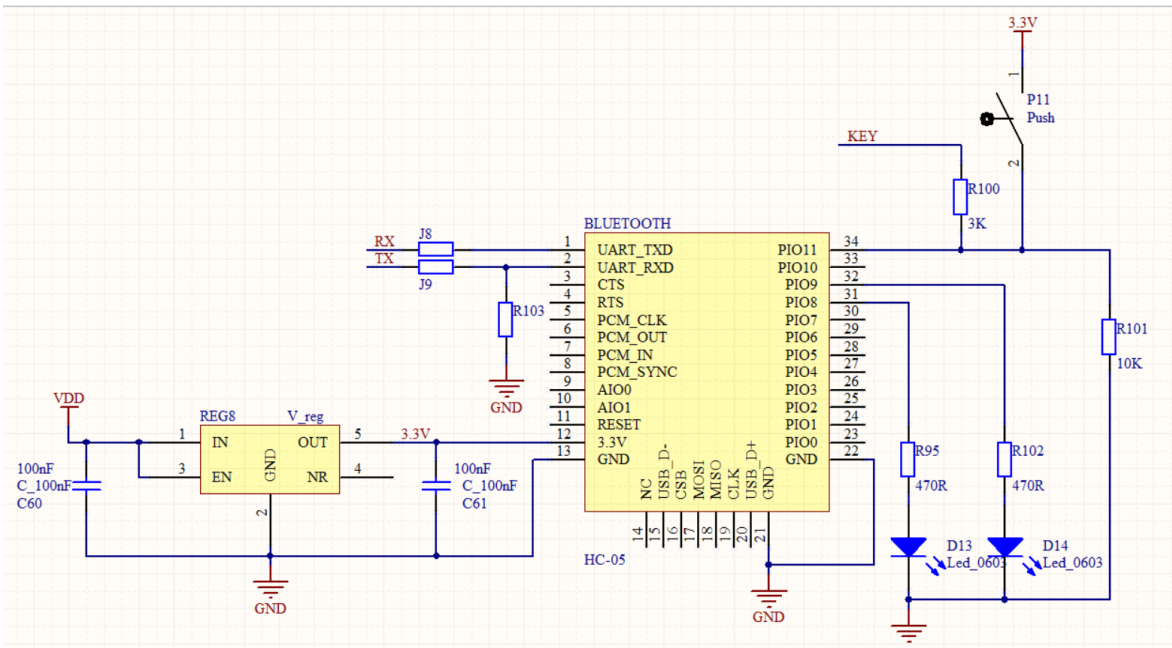 3.3V
1
P11
Push
2
KEY
R100
3K
BLUETOOTH
RX
J8
1
UART_TXD
PIO11
34
TX
J9
2
UART_RXD
PIO10
33
3
CTS
PIO9
32
4
RTS
PIO8
31
R103
5
PCM_CLK
PIO7
30
6
PCM_OUT
PIO6
29
7
PCM_IN
PIO5
28
8
PCM_SYNC
PIO4
27
9
AIO0
PIO3
26
10
AIO1
PIO2
25
11
RESET
PIO1
24
12
3.3V
PIO0
23
13
GND
GND
22
R101
10K
GND
VDD
REG8
V_reg
1
IN
OUT
5
3.3V
3
EN
GND
NR
4
2
100nF
C_100nF
C60
100nF
C_100nF
C61
GND
NC
USB_D-
CSB
MOSI
MISO
CLK
USB_D+
GND
14
15
16
17
18
19
20
21
HC-05
GND
R95
470R
R102
470R
D13
Led_0603
D14
Led_0603